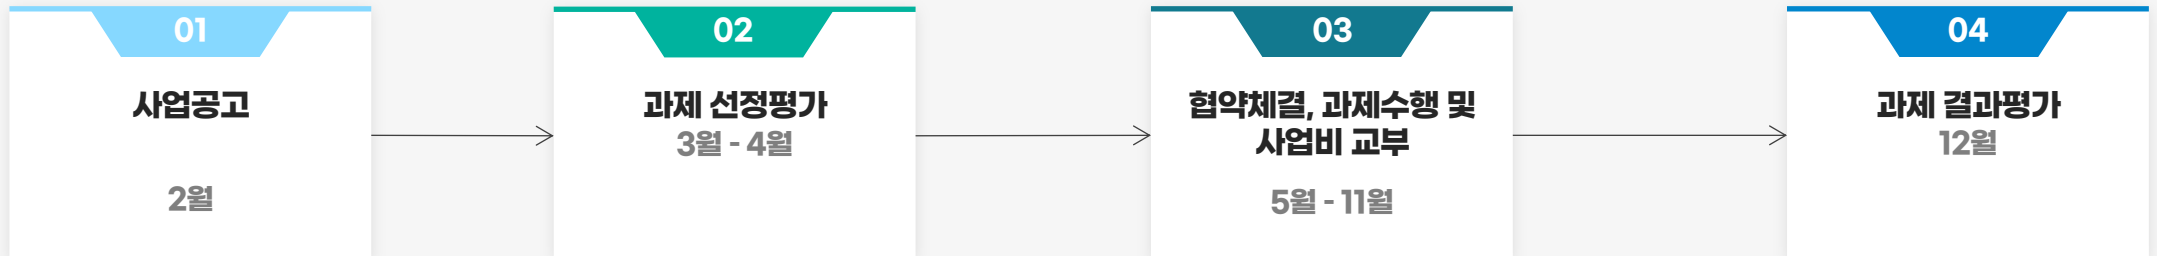 01
사업공고
2월
02
과제 선정평가
3월 - 4월
03
협약체결, 과제수행 및
사업비 교부
5월 - 11월
04
과제 결과평가
12월